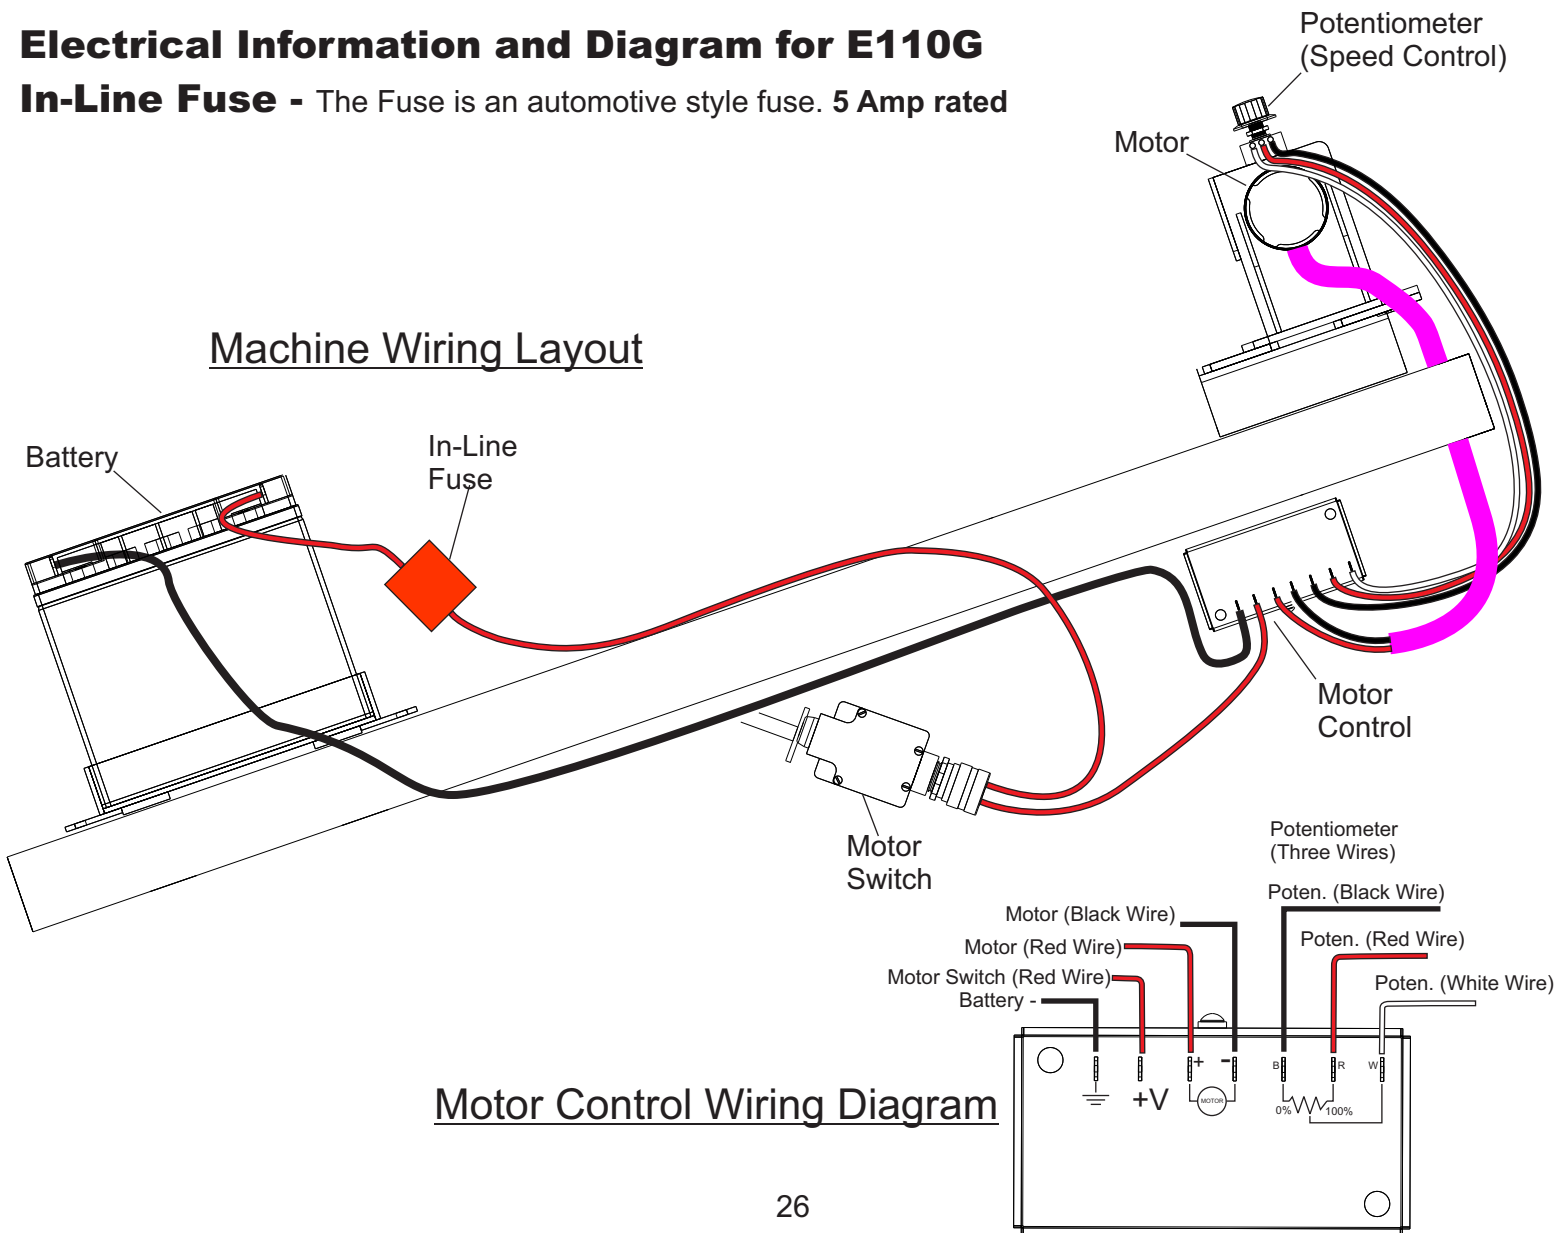 Electrical Information and Diagram for E110G
In-Line Fuse - The Fuse is an automotive style fuse. 5 Amp rated
Potentiometer
(Speed Control)
Motor
Machine Wiring Layout
Battery
In-Line
Fuse
Motor
Control
Motor
Switch
Potentiometer
(Three Wires)
Poten. (Black Wire)
Motor (Black Wire)
Poten. (Red Wire)
Motor (Red Wire)
Motor Switch (Red Wire)
Poten. (White Wire)
Battery -
+ - B R W
+V
MOTOR
0% 100%
Motor Control Wiring Diagram
26